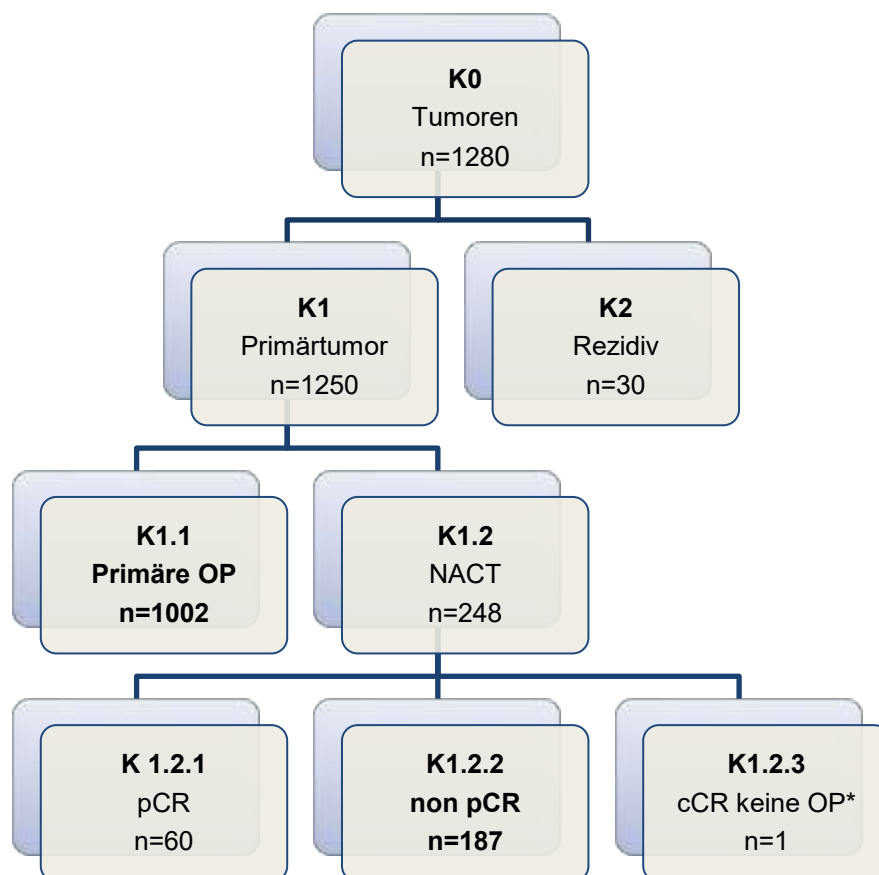 K0
Tumoren
n=1280
K1
Primärtumor
n=1250
K2
Rezidiv
n=30
K1.1
Primäre OP
n=1002
K1.2
NACT
n=248
K 1.2.1
pCR
n=60
K1.2.2
non pCR
n=187
K1.2.3
cCR keine OP*
n=1